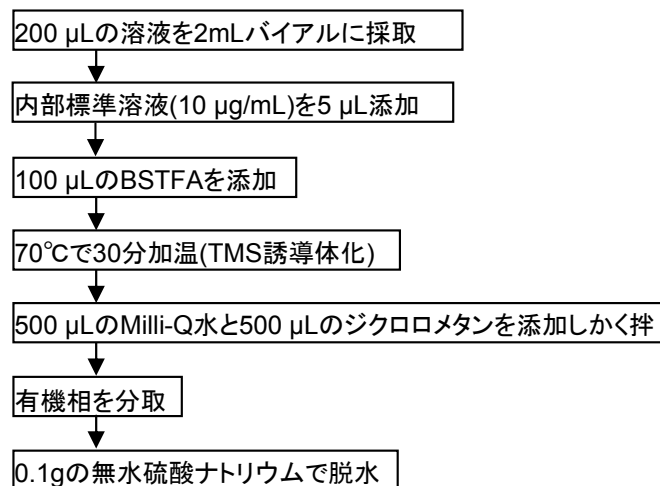 200 µLの溶液を2mLバイアルに採取
内部標準溶液(10 µg/mL)を5 µL添加
100 µLのBSTFAを添加
70℃で30分加温(TMS誘導体化)
500 µLのMilli-Q水と500 µLのジクロロメタンを添加しかく拌
有機相を分取
0.1gの無水硫酸ナトリウムで脱水